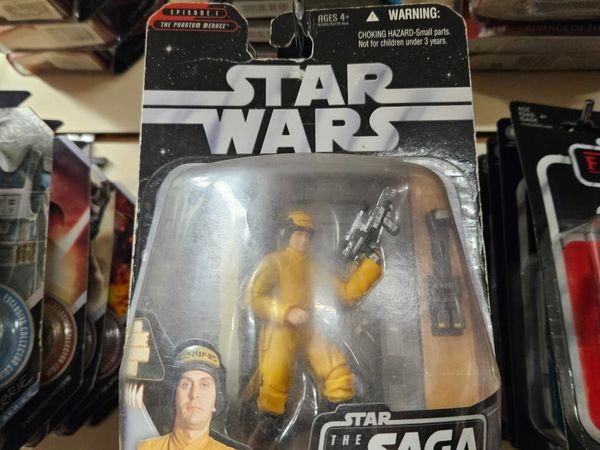 EPISODE I
THE PHANTOM MENACE
AGES 4+
WARNING:
CHOKING HAZARD-Small parts.
Not for children under 3 years.
STAR
WARS
STAR
THE SAGA